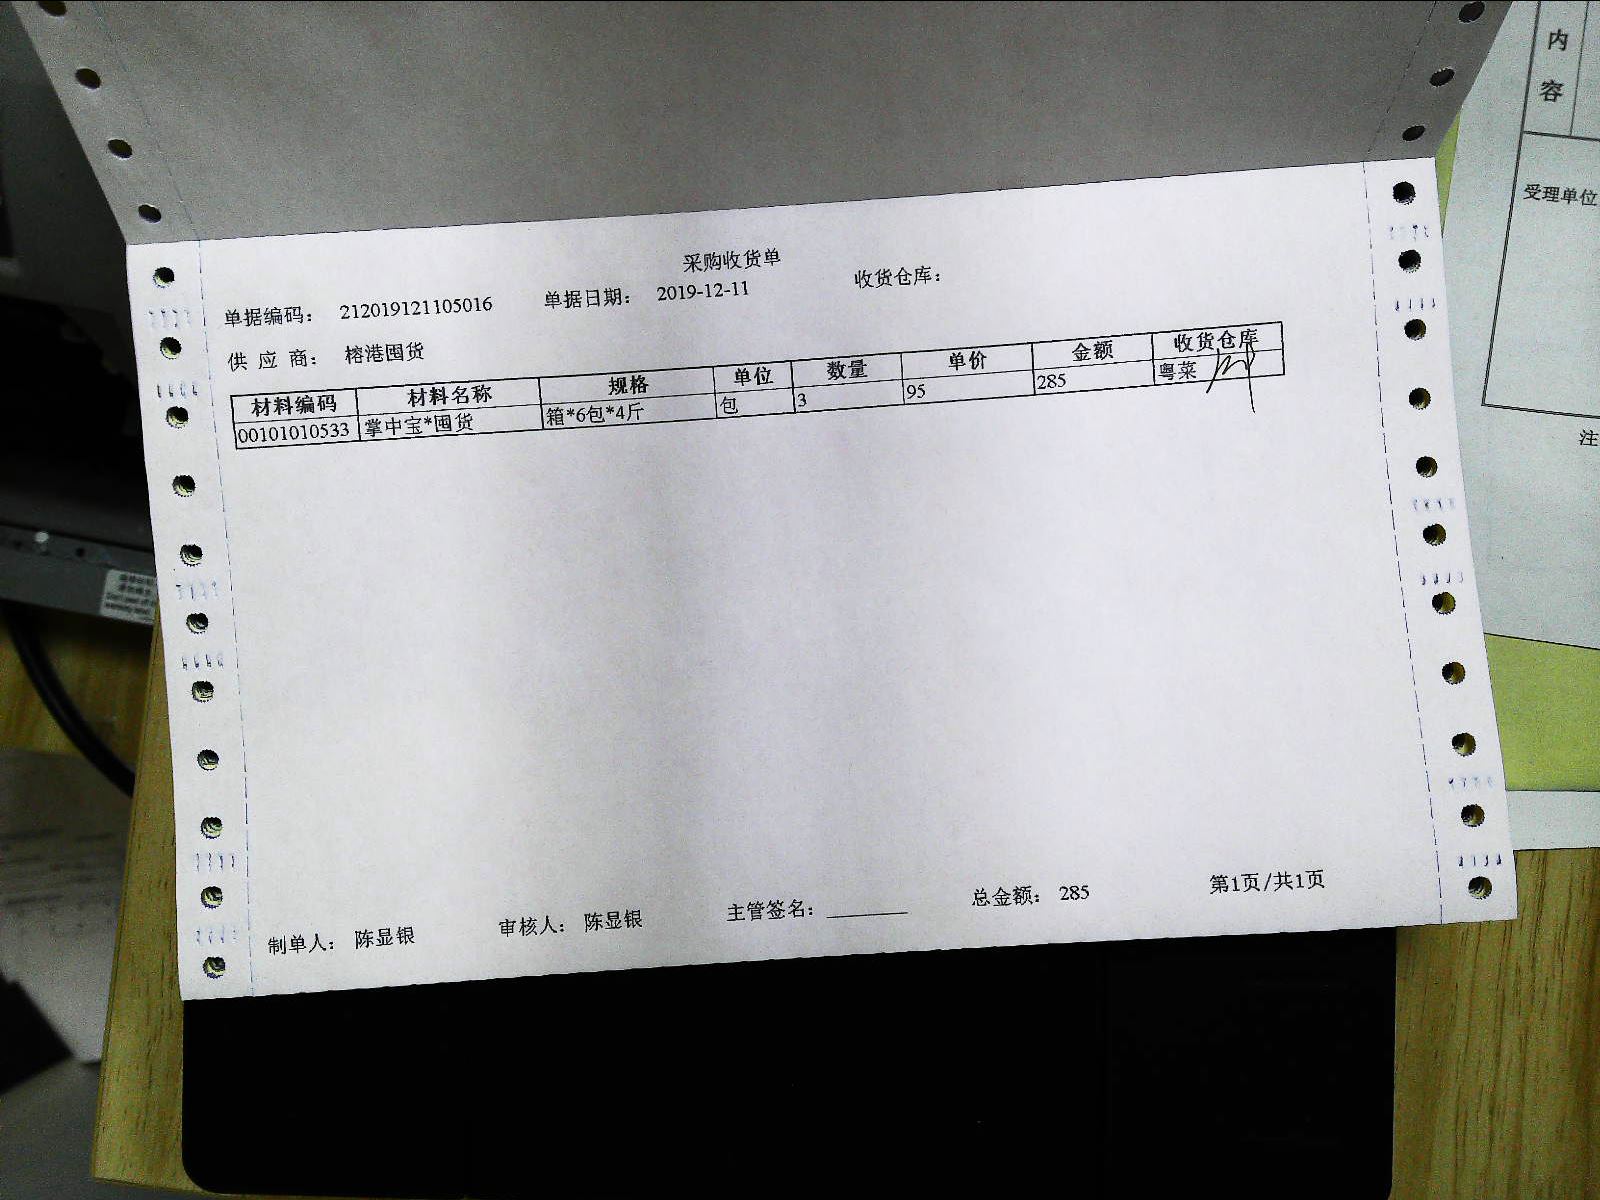 采购收货单
单据编码： 212019121105016 单据日期： 2019-12-11 收货仓库：
供 应 商： 榕港囤货
材料编码 材料名称 规格 单位 数量 单价 金额 收货仓库
00101010533 掌中宝*囤货 箱*6包*4斤 包 3 95 285 粤菜
制单人： 陈显银 审核人： 陈显银 主管签名：________ 总金额： 285 第1页/共1页
内
容
受理单位
注